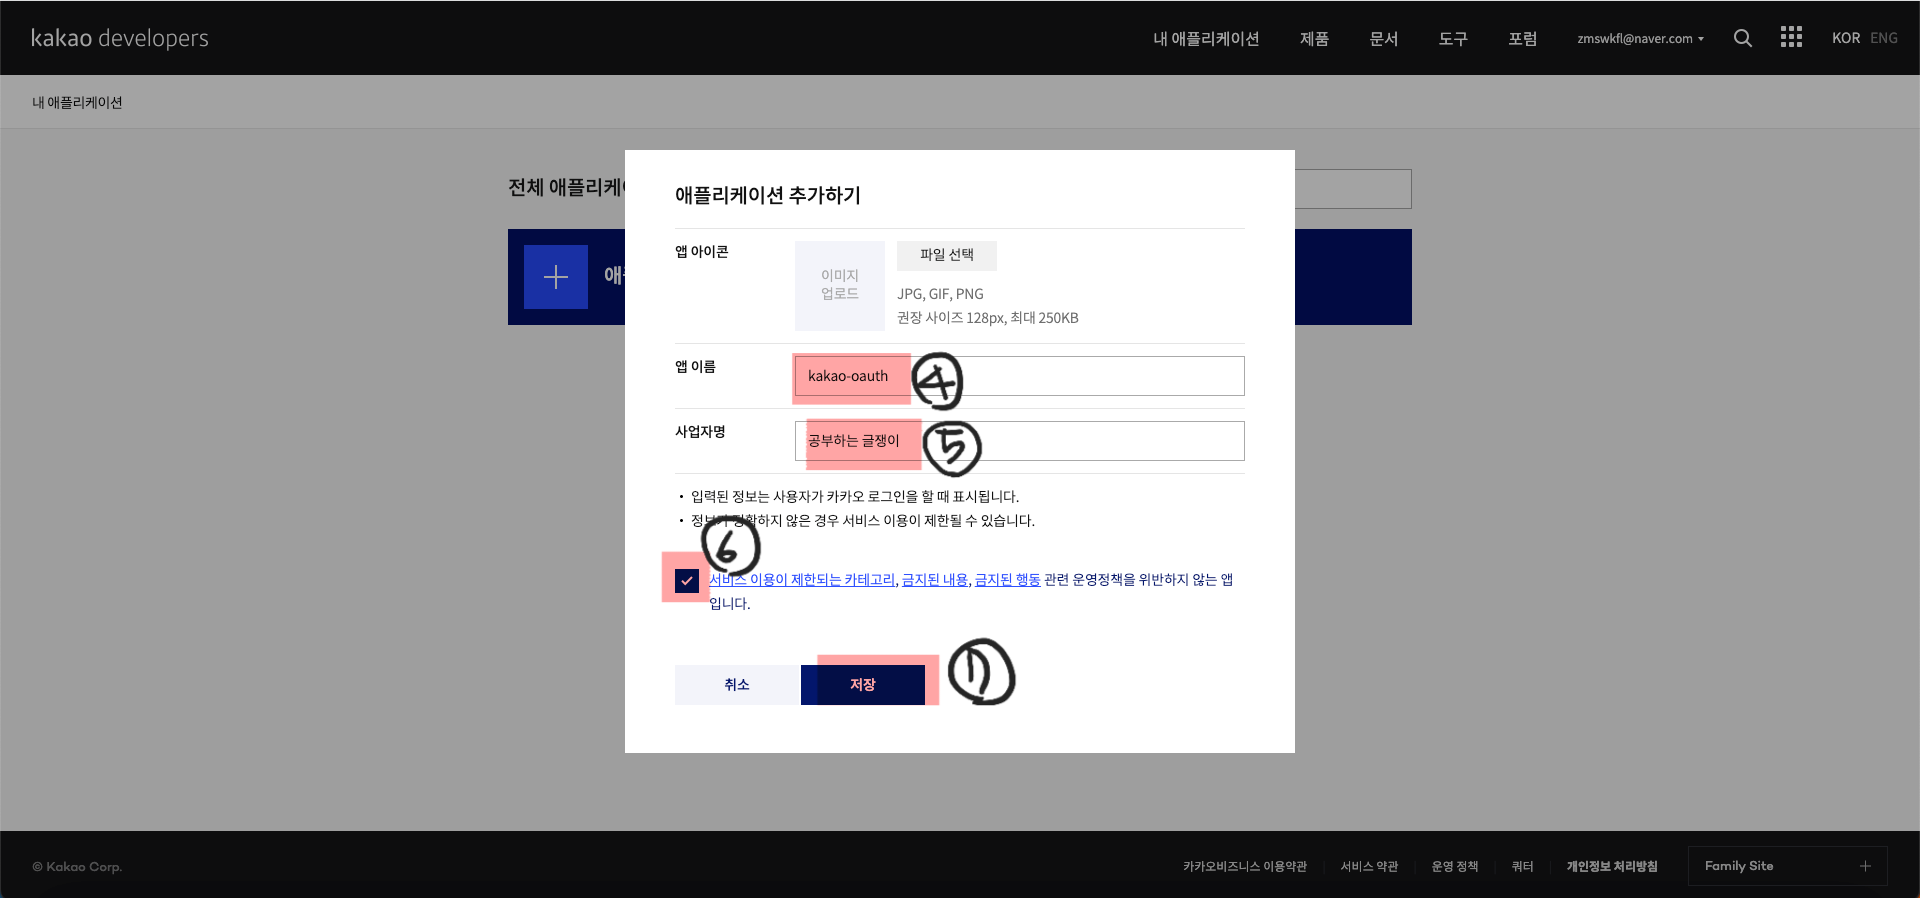 kakao developers
내 애플리케이션 제품 문서 도구 포럼 zmswkfl@naver.com KOR ENG
내 애플리케이션
전체 애플리케
애
애플리케이션 추가하기
앱 아이콘
이미지
업로드
파일 선택
JPG, GIF, PNG
권장 사이즈 128px, 최대 250KB
앱 이름
kakao-oauth
④
사업자명
공부하는 글쟁이
⑤
• 입력된 정보는 사용자가 카카오 로그인을 할 때 표시됩니다.
• 정보가 정확하지 않은 경우 서비스 이용이 제한될 수 있습니다.
⑥
서비스 이용이 제한되는 카테고리, 금지된 내용, 금지된 행동 관련 운영정책을 위반하지 않는 앱
입니다.
취소
저장
⑦
© Kakao Corp.
카카오비즈니스 이용약관 서비스 약관 운영 정책 쿼터 개인정보 처리방침
Family Site